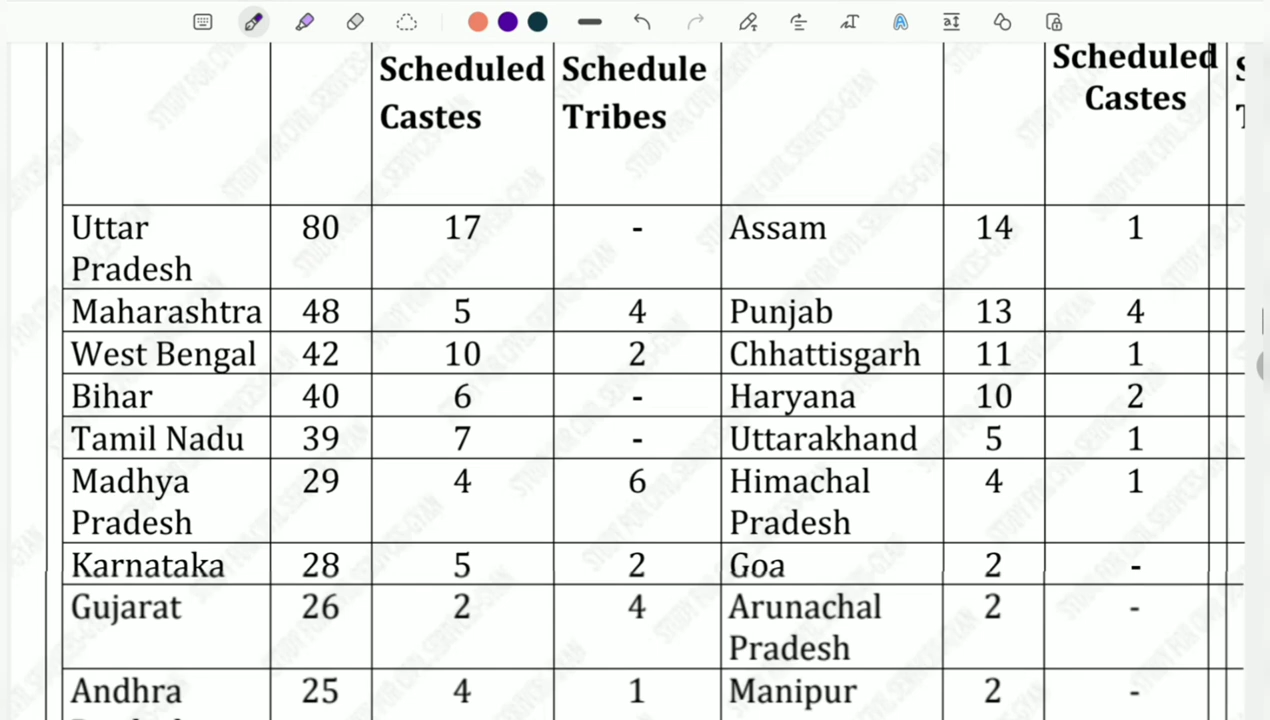 Scheduled Schedule Scheduled
Castes Tribes Castes
Uttar 80 17 - Assam 14 1
Pradesh
Maharashtra 48 5 4 Punjab 13 4
West Bengal 42 10 2 Chhattisgarh 11 1
Bihar 40 6 - Haryana 10 2
Tamil Nadu 39 7 - Uttarakhand 5 1
Madhya 29 4 6 Himachal 4 1
Pradesh Pradesh
Karnataka 28 5 2 Goa 2 -
Gujarat 26 2 4 Arunachal 2 -
Pradesh
Andhra 25 4 1 Manipur 2 -